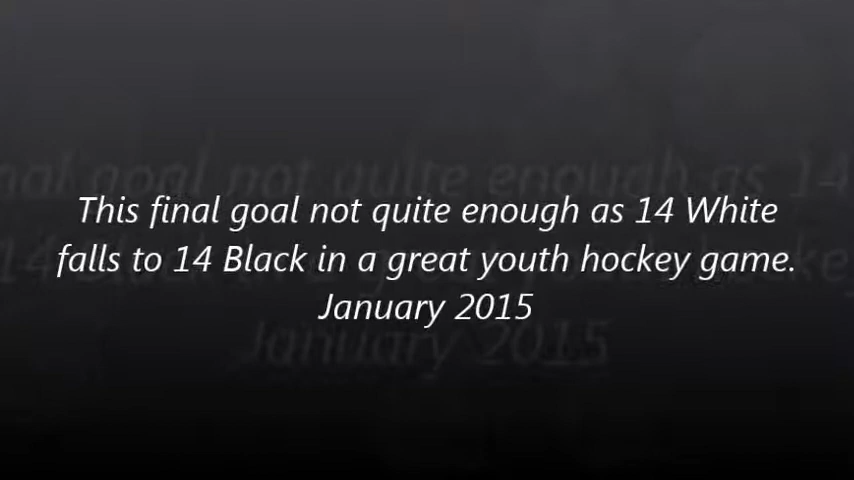 This final goal not quite enough as 14 White
falls to 14 Black in a great youth hockey game.
January 2015